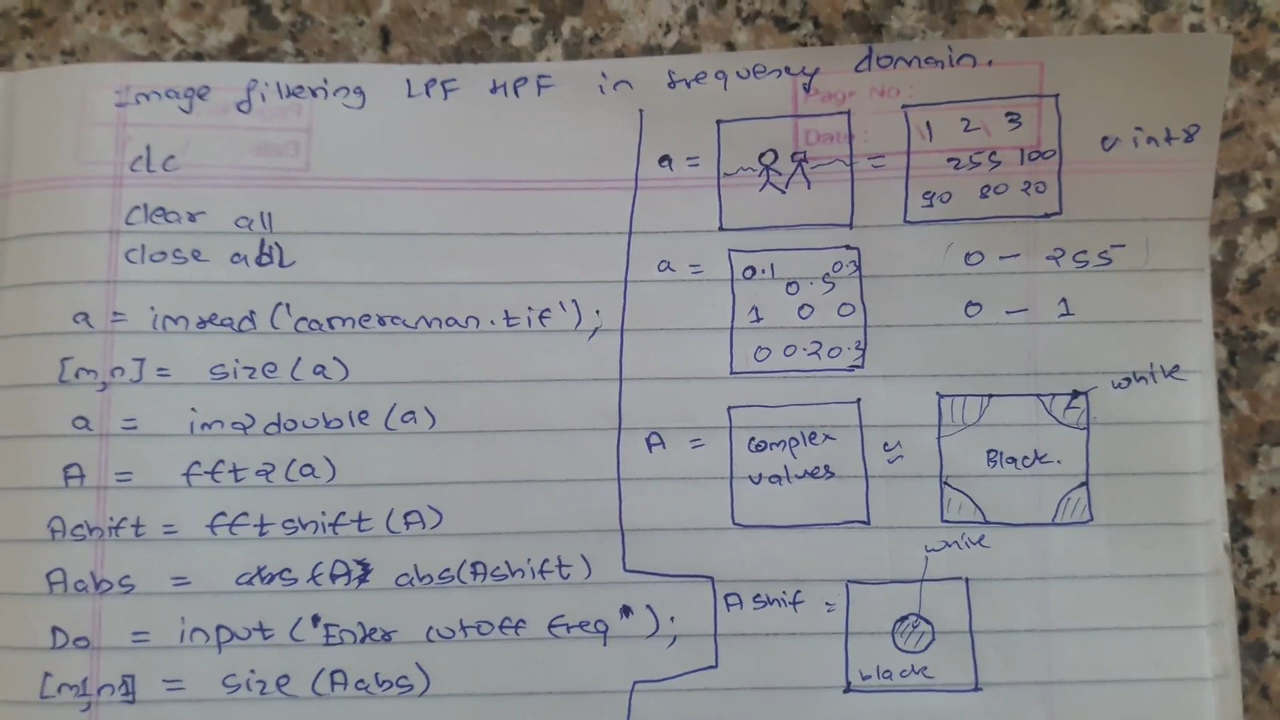 Image filtering LPF HPF in frequency domain.
Page No:
Date:
clc
clear all
close all
a = imread ('cameraman.tif');
[m,n] = size (a)
a = im2double (a)
A = fft2 (a)
Ashift = fftshift (A)
Aabs = abs(Ashift)
Do = input ("Enter cutoff freq");
[m1,n1] = size (Aabs)
a = =
1 2 3
255 100
90 80 20
uint8
a =
0.1 0.5 0.3
1 0 0
0 0.2 0.3
0 - 255
0 - 1
A = complex values ≈
Black.
white
A shif =
white
black